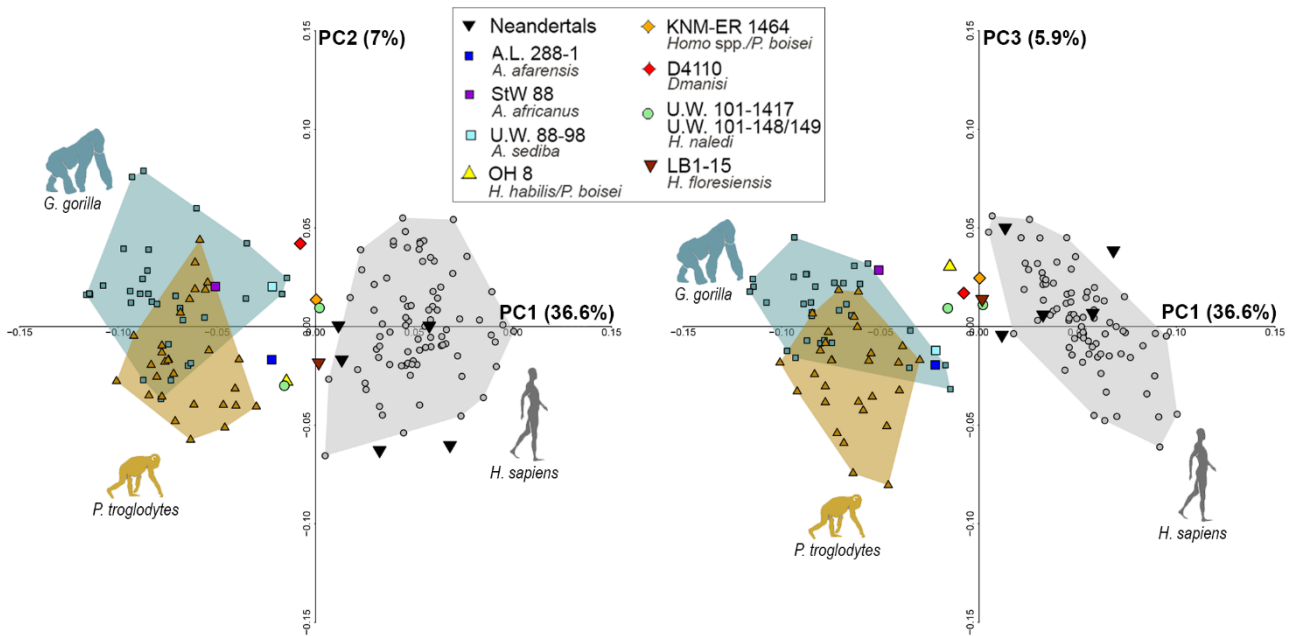 PC2 (7%)
0.15
0.10
0.05
0.00
−0.05
−0.10
−0.15
−0.15
−0.10
−0.05
0.05
0.00
0.15
PC1 (36.6%)
G. gorilla
P. troglodytes
H. sapiens
Neandertals
A.L. 288-1
A. afarensis
StW 88
A. africanus
U.W. 88-98
A. sediba
OH 8
H. habilis/P. boisei
KNM-ER 1464
Homo spp./P. boisei
D4110
Dmanisi
U.W. 101-1417
U.W. 101-148/149
H. naledi
LB1-15
H. floresiensis
PC3 (5.9%)
0.15
0.10
0.05
0.00
−0.05
−0.10
−0.15
−0.15
−0.10
−0.05
0.05
0.10
0.15
PC1 (36.6%)
G. gorilla
P. troglodytes
H. sapiens